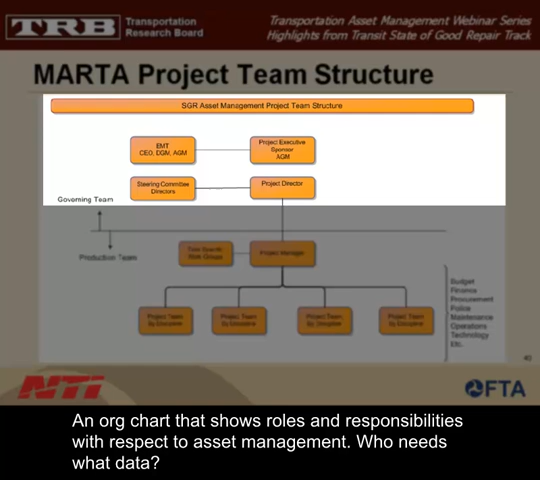 TRB Transportation Research Board
Transportation Asset Management Webinar Series
Highlights from Transit State of Good Repair Track
MARTA Project Team Structure
SGR Asset Management Project Team Structure
EMT
CEO, DGM, AGM
Project Executive
Sponsor
AGM
Steering Committee
Directors
Project Director
Governing Team
Production Team
Task Specific
Work Groups
Project Manager
Project Team
by Discipline
Project Team
by Discipline
Project Team
by Discipline
Project Team
by Discipline
Budget
Finance
Procurement
Police
Maintenance
Operations
Technology
Etc.
40
NTI
FTA
An org chart that shows roles and responsibilities
with respect to asset management. Who needs
what data?